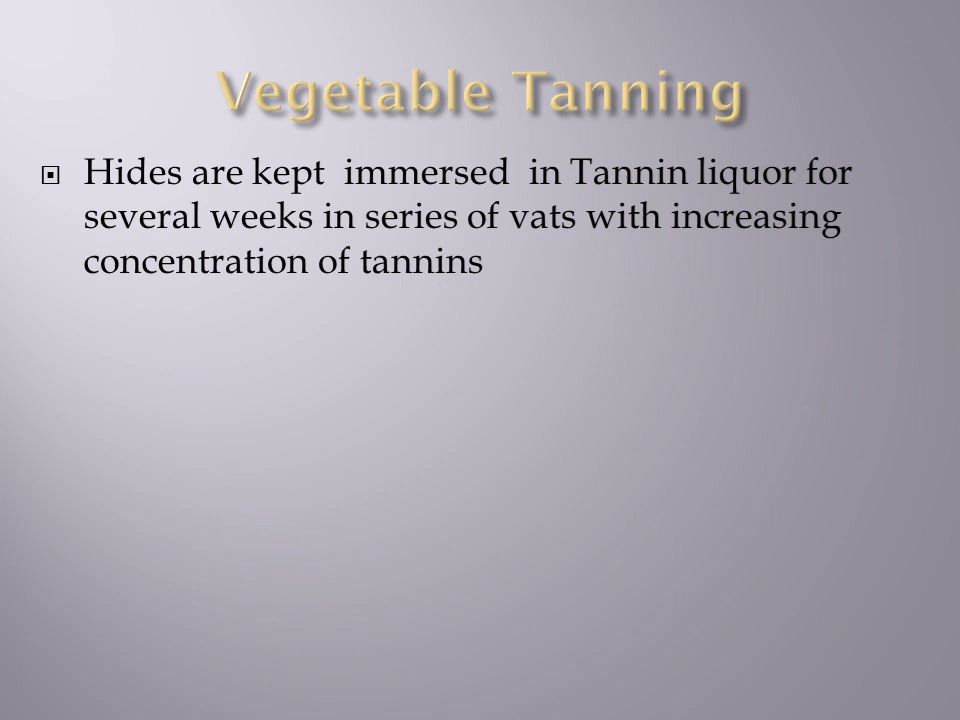 Vegetable Tanning
Hides are kept immersed in Tannin liquor for
several weeks in series of vats with increasing
concentration of tannins